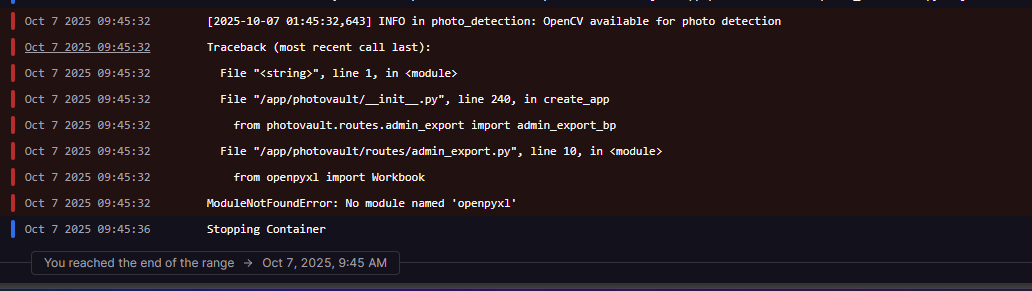 Oct 7 2025 09:45:32 [2025-10-07 01:45:32,643] INFO in photo_detection: OpenCV available for photo detection
Oct 7 2025 09:45:32 Traceback (most recent call last):
Oct 7 2025 09:45:32 File "<string>", line 1, in <module>
Oct 7 2025 09:45:32 File "/app/photovault/__init__.py", line 240, in create_app
Oct 7 2025 09:45:32 from photovault.routes.admin_export import admin_export_bp
Oct 7 2025 09:45:32 File "/app/photovault/routes/admin_export.py", line 10, in <module>
Oct 7 2025 09:45:32 from openpyxl import Workbook
Oct 7 2025 09:45:32 ModuleNotFoundError: No module named 'openpyxl'
Oct 7 2025 09:45:36 Stopping Container
You reached the end of the range → Oct 7, 2025, 9:45 AM